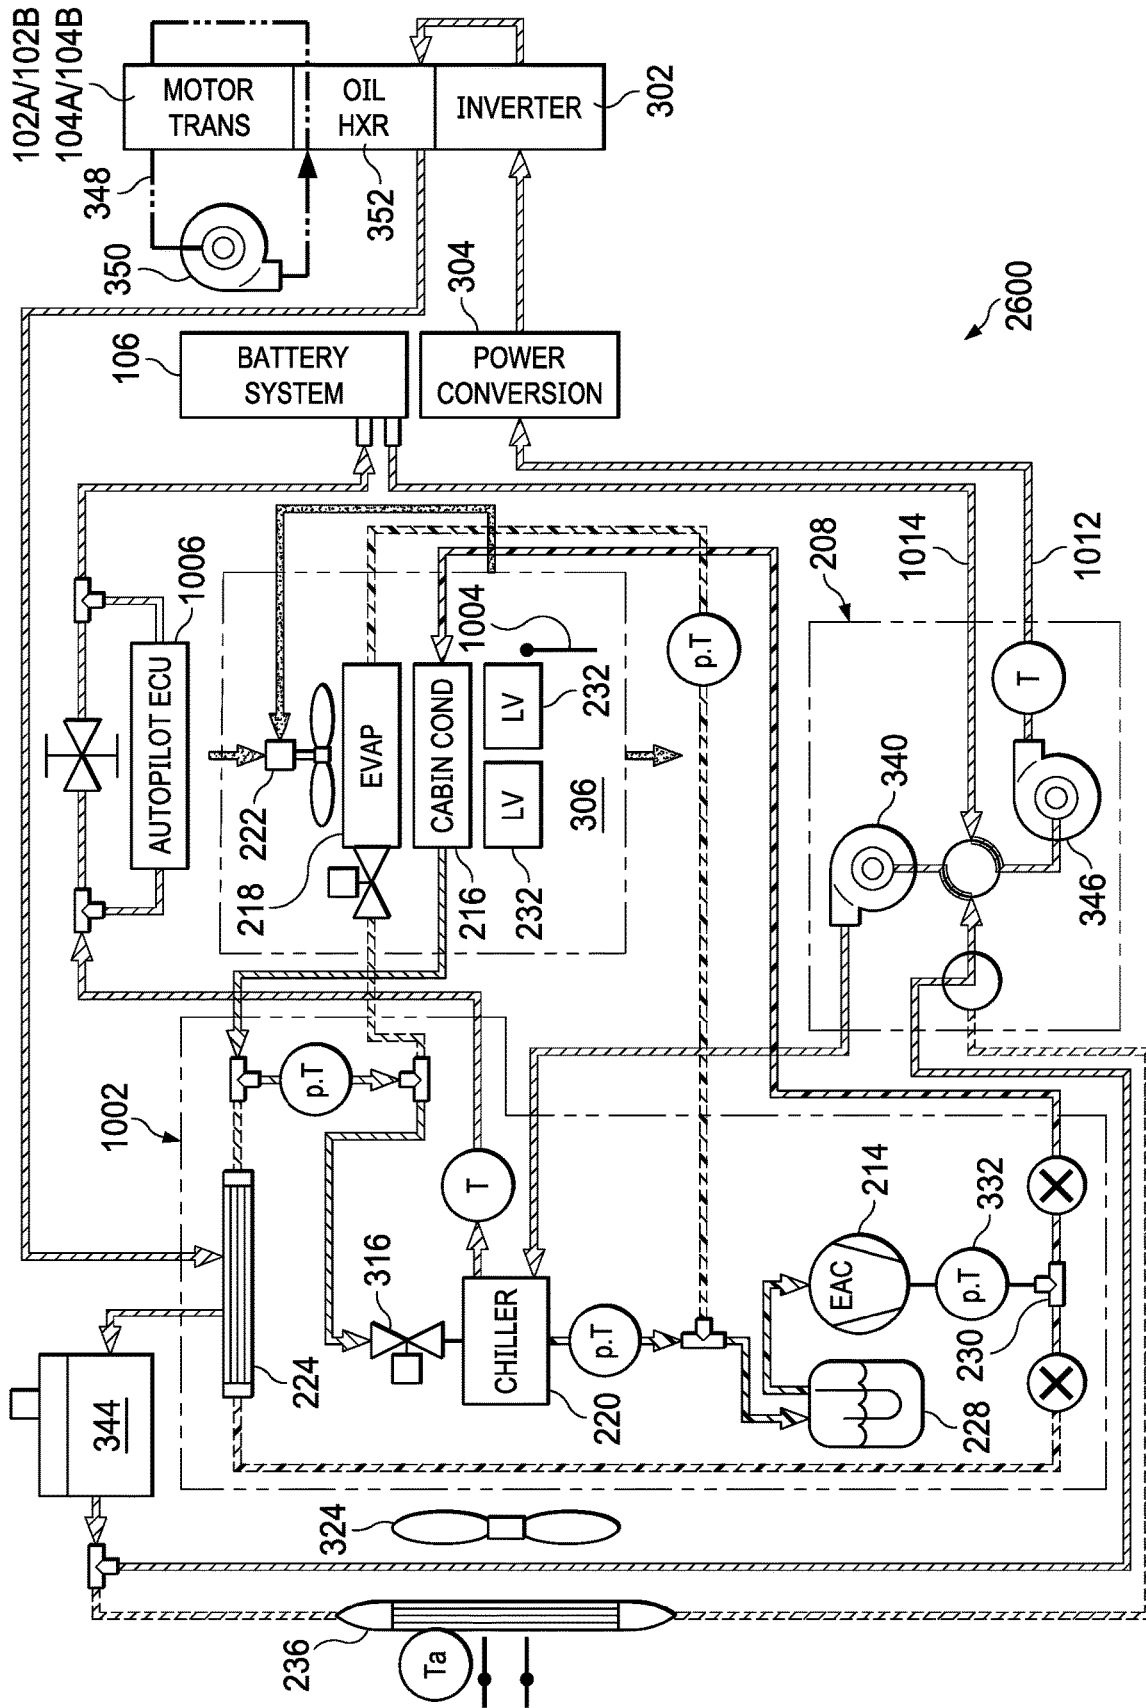 102A/102B
104A/104B
MOTOR
TRANS
OIL
HXR
INVERTER
302
348
350
352
304
106
BATTERY
SYSTEM
POWER
CONVERSION
2600
1006
AUTOPILOT ECU
222
218
EVAP
CABIN COND
216
LV
232
LV
232
1004
306
p.T
208
1014
1012
340
T
346
1002
p.T
T
316
CHILLER
220
p.T
224
344
EAC
214
p.T
332
230
228
324
236
Ta